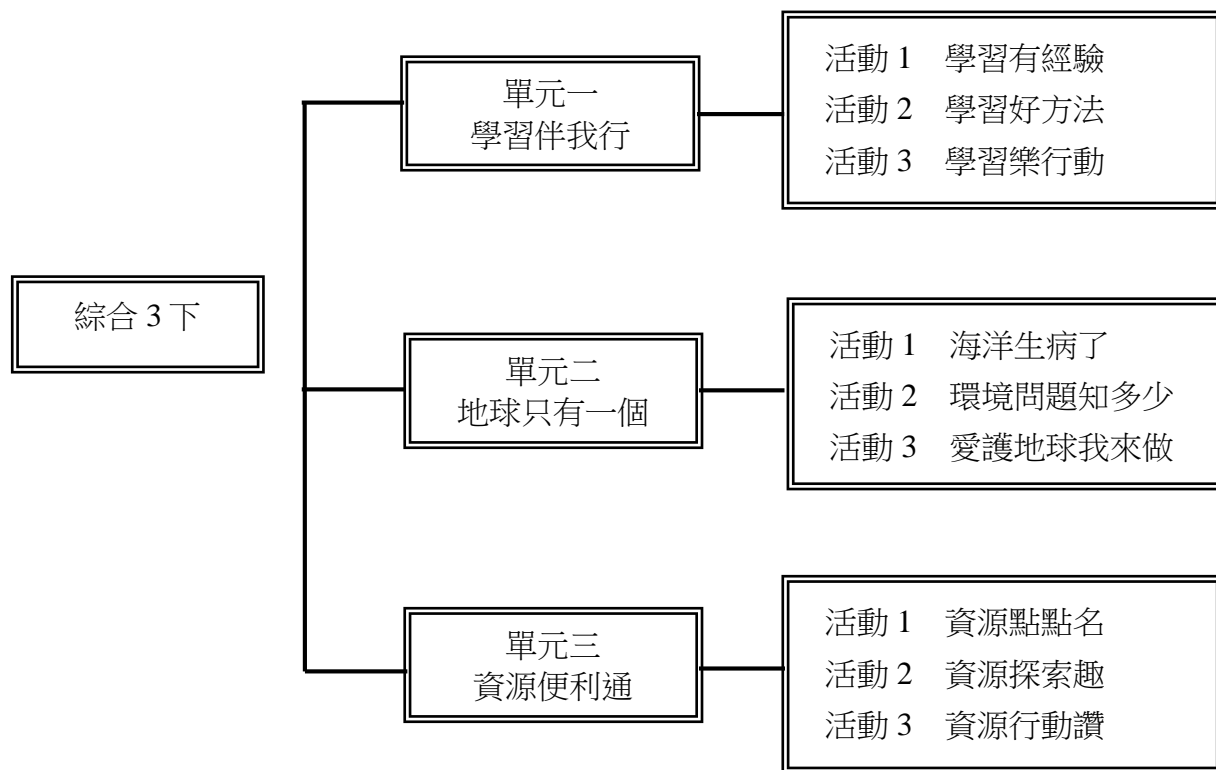 綜合 3 下
單元一
學習伴我行
活動 1　學習有經驗
活動 2　學習好方法
活動 3　學習樂行動
單元二
地球只有一個
活動 1　海洋生病了
活動 2　環境問題知多少
活動 3　愛護地球我來做
單元三
資源便利通
活動 1　資源點點名
活動 2　資源探索趣
活動 3　資源行動讚